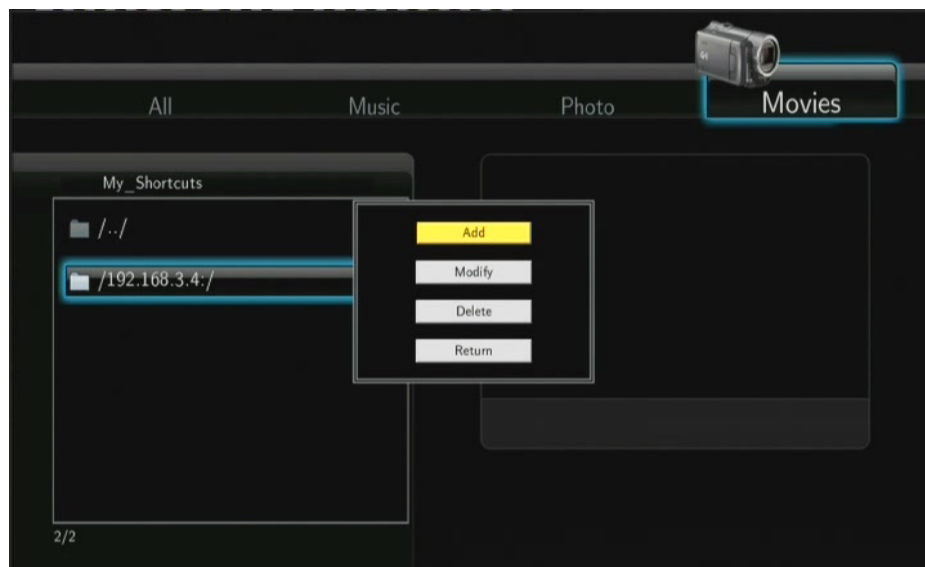 All Music Photo Movies
My_Shortcuts
/../
/192.168.3.4:/
Add
Modify
Delete
Return
2/2